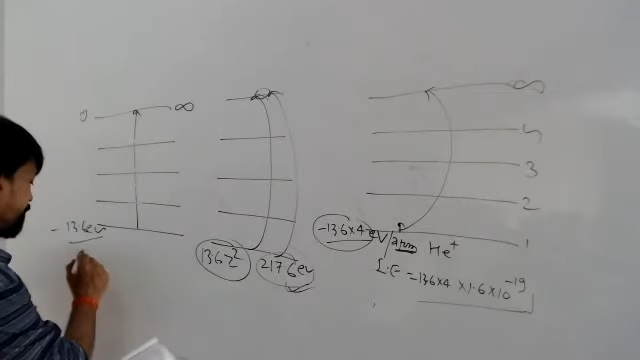 0 ∞
-13.6ev
13.6Z²
217.6ev
∞
4
3
2
1
-13.6×4 eV/atom He⁺
I.E = 13.6×4 ×1.6×10⁻¹⁹